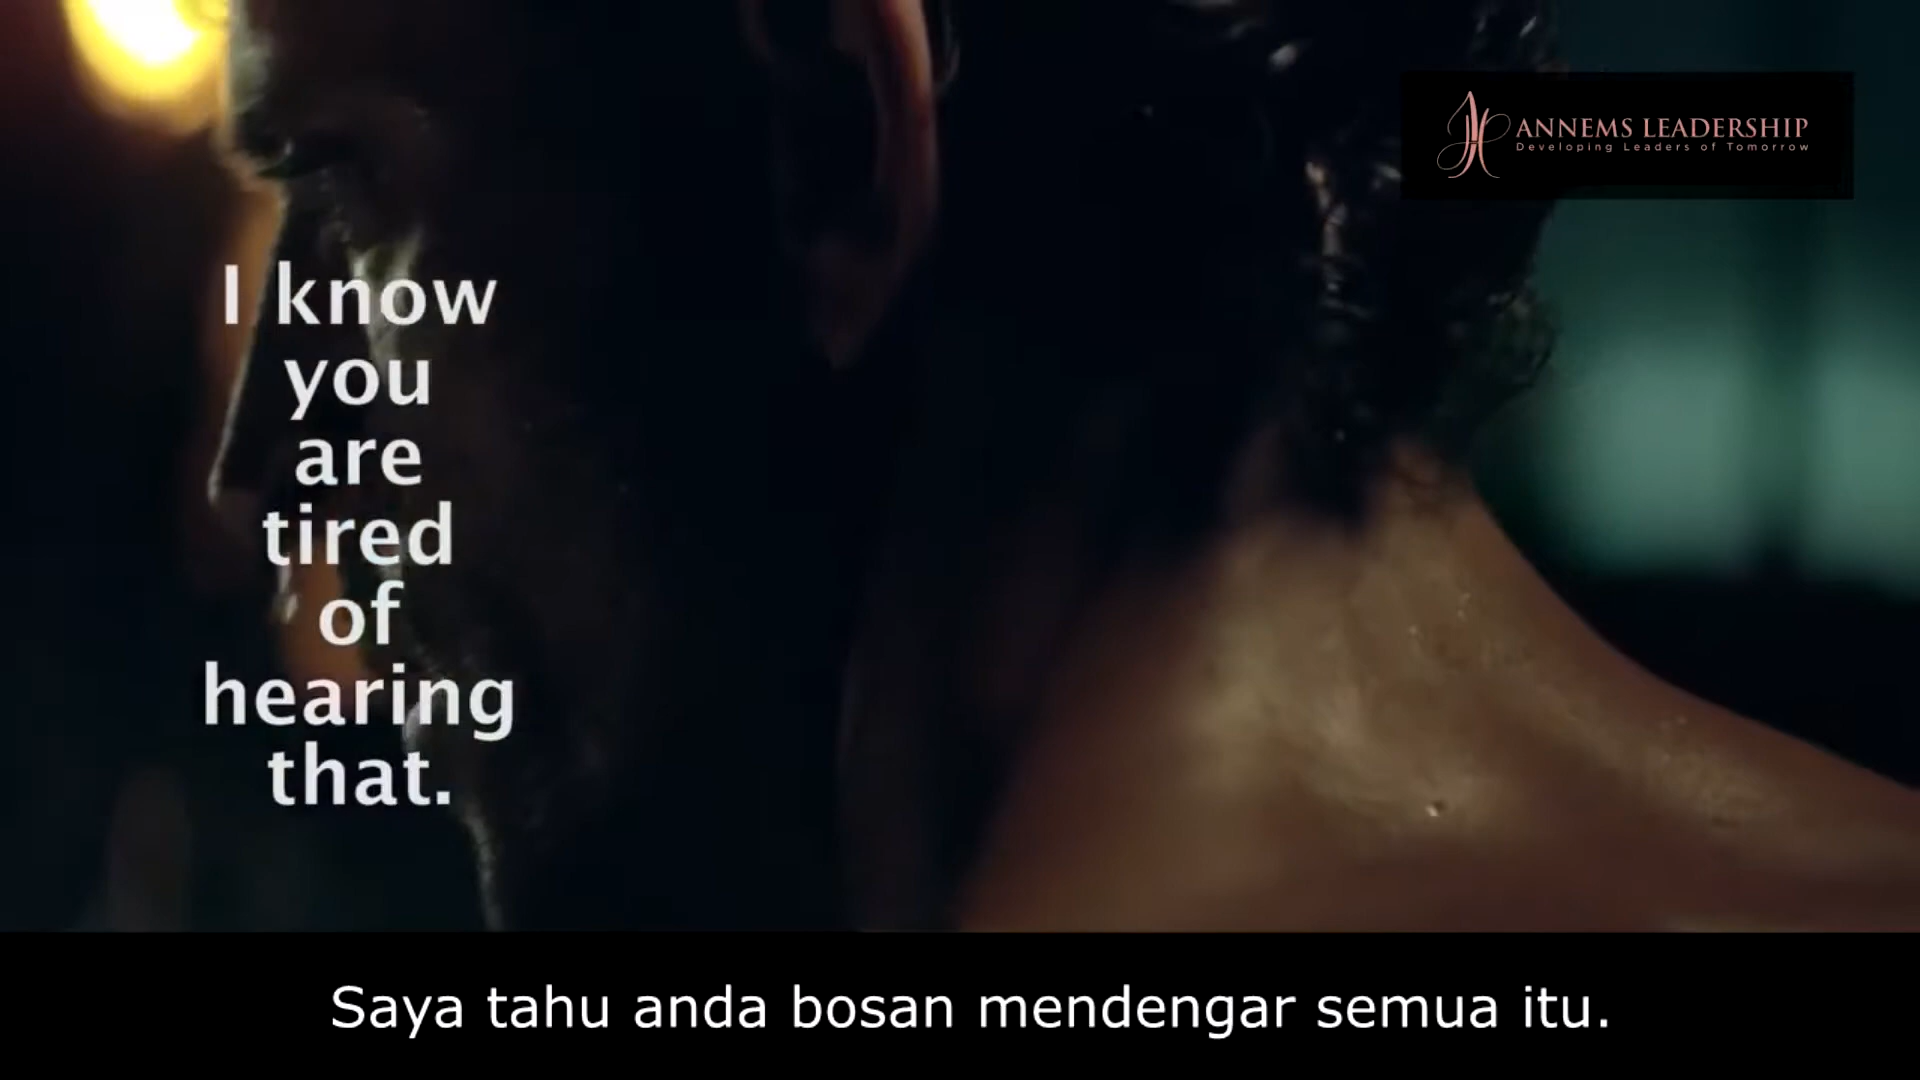 ANNEMS LEADERSHIP
Developing Leaders of Tomorrow
I know
you
are
tired
of
hearing
that.
Saya tahu anda bosan mendengar semua itu.